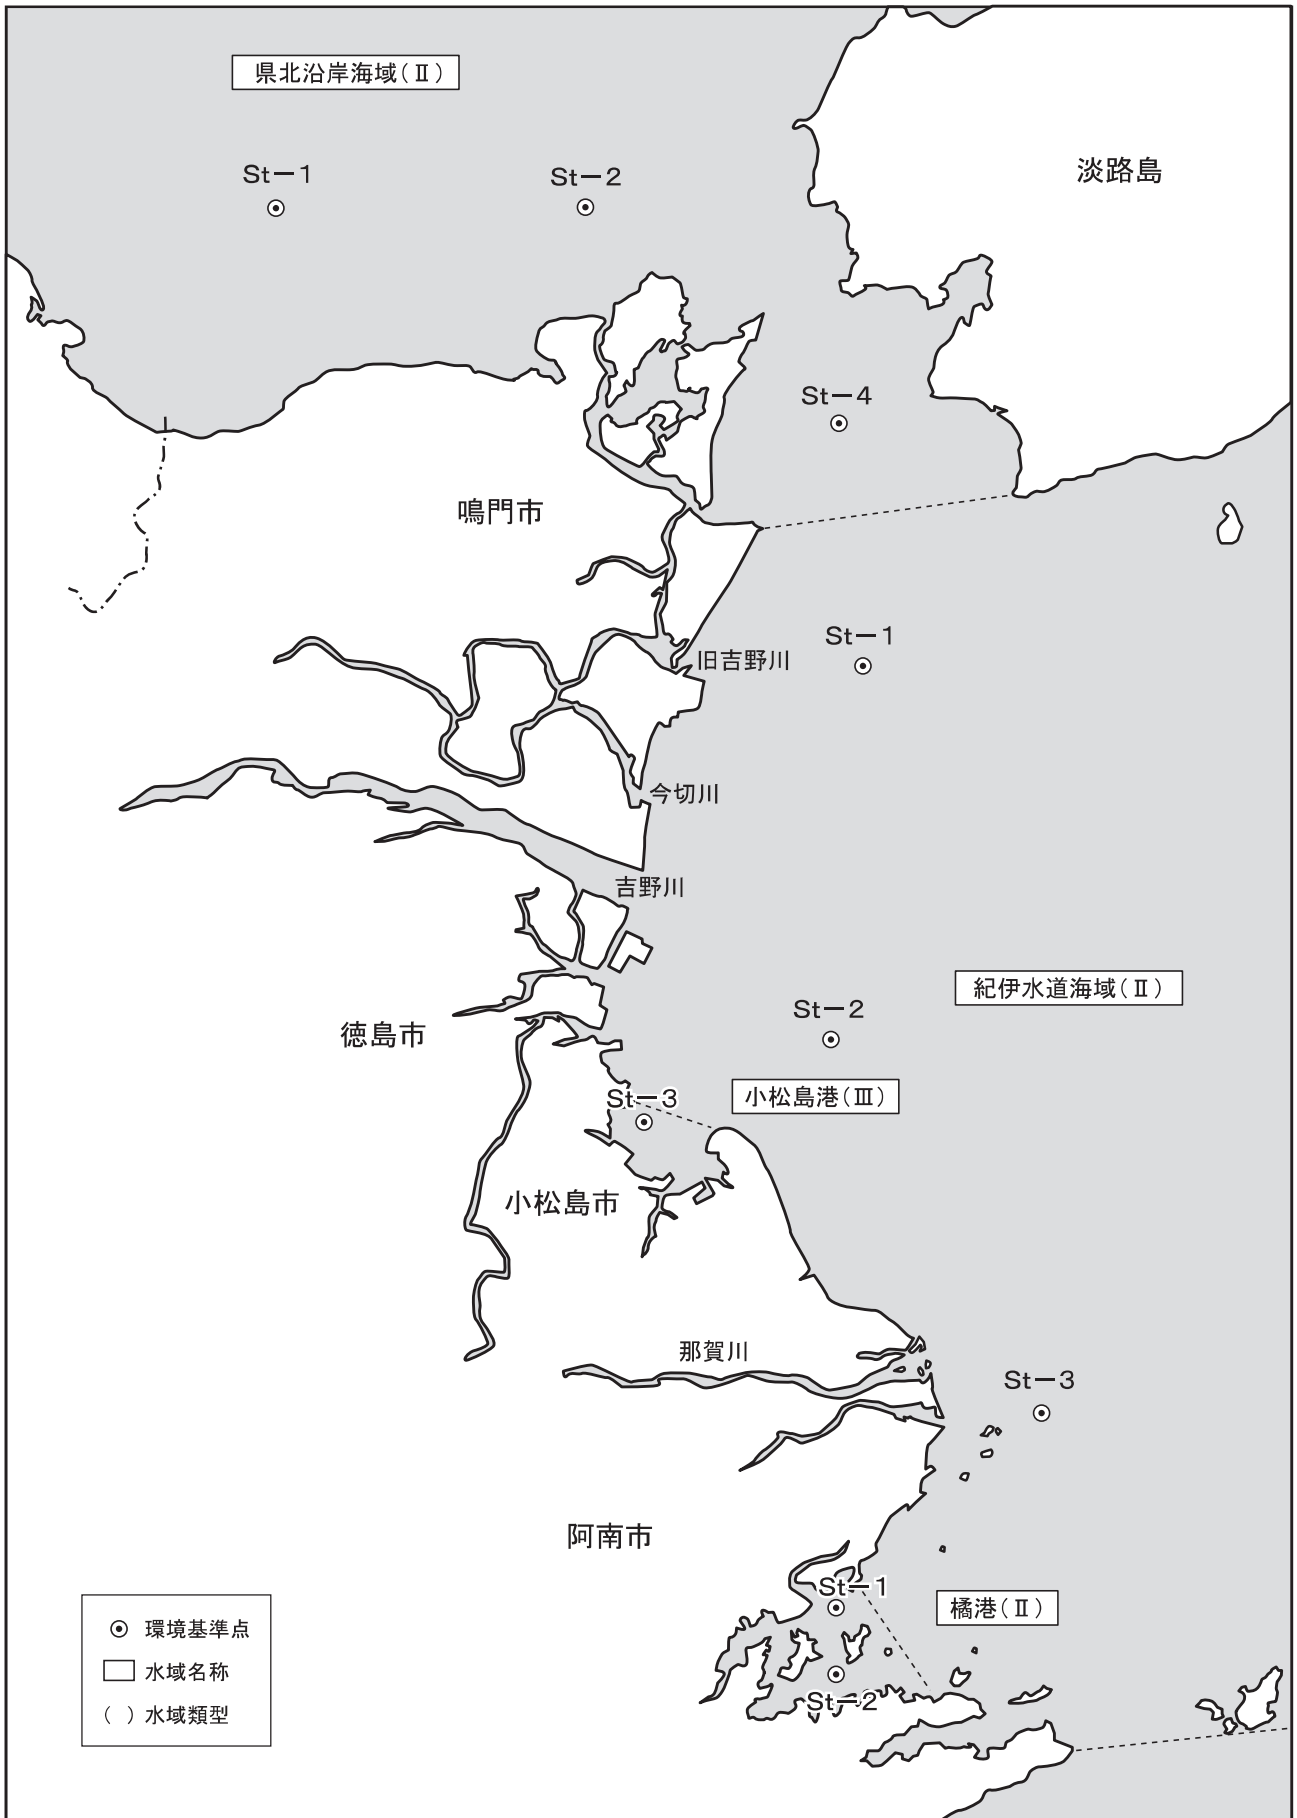 県北沿岸海域(Ⅱ)
淡路島
St－1
St－2
St－4
鳴門市
St－1
旧吉野川
今切川
吉野川
紀伊水道海域(Ⅱ)
St－2
徳島市
小松島港(Ⅲ)
St－3
小松島市
那賀川
St－3
阿南市
St－1
橘港(Ⅱ)
St－2
環境基準点
水域名称
( ) 水域類型